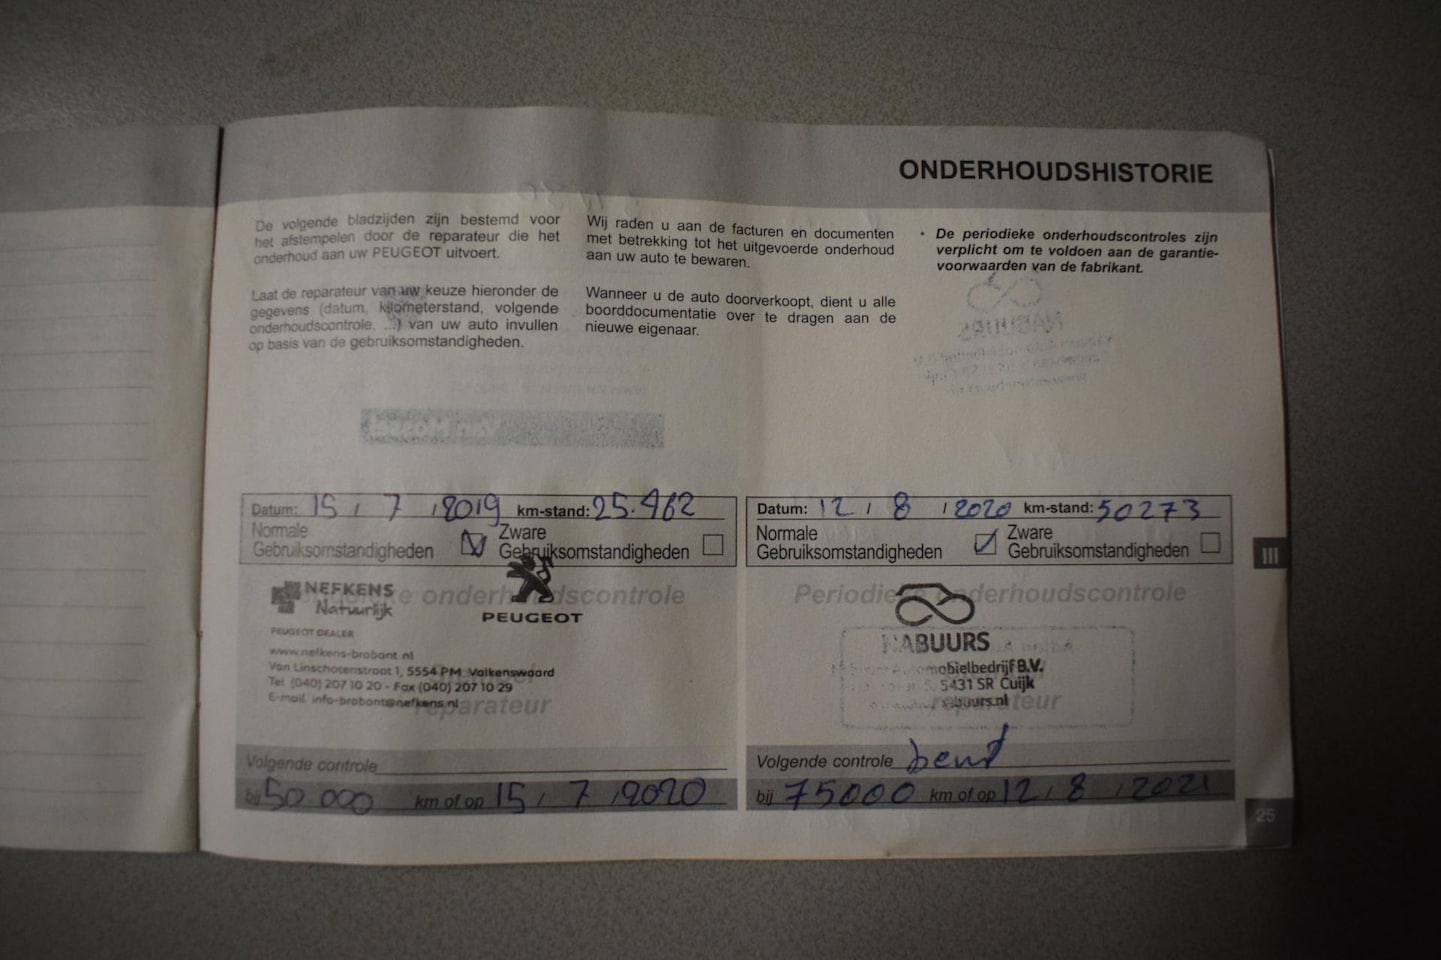 ONDERHOUDSHISTORIE
De volgende bladzijden zijn bestemd voor
het afstempelen door de reparateur die het
onderhoud aan uw PEUGEOT uitvoert.
Laat de reparateur van uw keuze hieronder de
gegevens (datum, kilometerstand, volgende
onderhoudscontrole, ...) van uw auto invullen
op basis van de gebruiksomstandigheden.
Wij raden u aan de facturen en documenten
met betrekking tot het uitgevoerde onderhoud
aan uw auto te bewaren.
Wanneer u de auto doorverkoopt, dient u alle
boorddocumentatie over te dragen aan de
nieuwe eigenaar.
• De periodieke onderhoudscontroles zijn
verplicht om te voldoen aan de garantie-
voorwaarden van de fabrikant.
Datum: 15 / 7 / 2019 km-stand: 25.462
Normale
Gebruiksomstandigheden
Zware
Gebruiksomstandigheden
onderhoudscontrole
NEFKENS
Natuurlijk
PEUGEOT
PEUGEOT DEALER
www.nefkens-brabant.nl
Van Linschotenstraat 1, 5554 PM Valkenswaard
Tel (040) 207 10 20 - Fax (040) 207 10 29
E-mail info-brabant@nefkens.nl
reparateur
Volgende controle
bij 50.000 km of op 15 / 7 / 2020
Datum: 12 / 8 / 2020 km-stand: 50273
Normale
Gebruiksomstandigheden
Zware
Gebruiksomstandigheden
Periodieke onderhoudscontrole
NABUURS
Automobielbedrijf B.V.
5431 SR Cuijk
nabuurs.nl
reparateur
Volgende controle beurt
bij 75000 km of op 12 / 8 / 2021
III
25